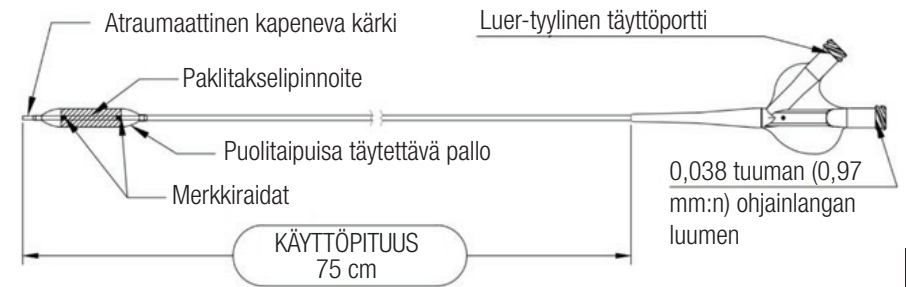 Atraumaattinen kapeneva kärki
Luer-tyylinen täyttöportti
Paklitakselipinnoite
Puolitaipuisa täytettävä pallo
Merkkiraidat
0,038 tuuman (0,97
mm:n) ohjainlangan
luumen
KÄYTTÖPITUUS
75 cm